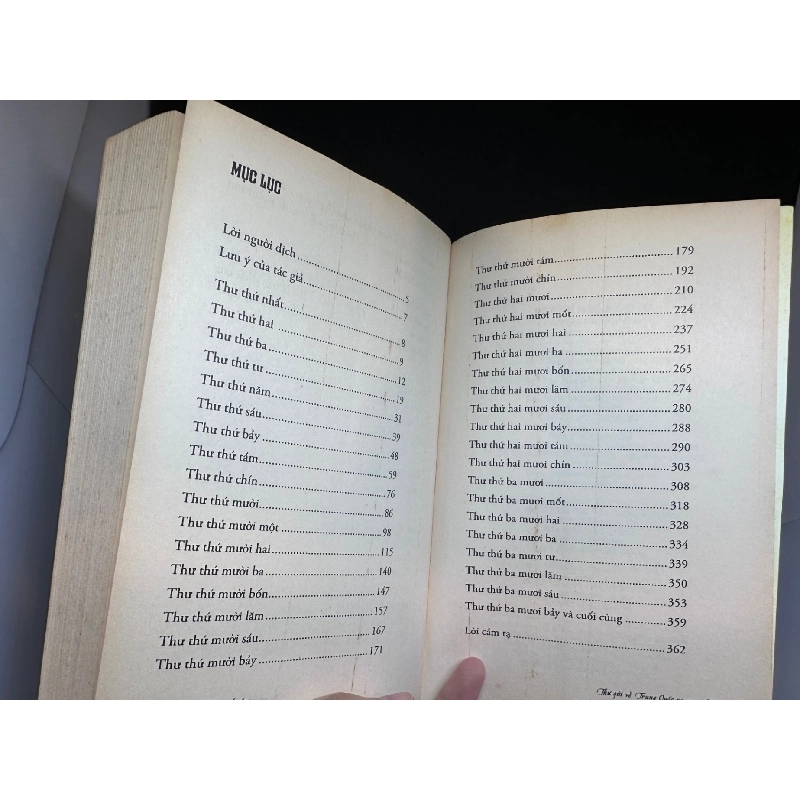 MỤC LỤC
Lời người dịch........5
Lưu ý của tác giả........7
Thư thứ nhất........8
Thư thứ hai........9
Thư thứ ba........12
Thư thứ tư........19
Thư thứ năm........31
Thư thứ sáu........39
Thư thứ bảy........48
Thư thứ tám........59
Thư thứ chín........76
Thư thứ mười........86
Thư thứ mười một........98
Thư thứ mười hai........115
Thư thứ mười ba........140
Thư thứ mười bốn........147
Thư thứ mười lăm........157
Thư thứ mười sáu........167
Thư thứ mười bảy........171
Thư thứ mười tám........179
Thư thứ mười chín........192
Thư thứ hai mươi........210
Thư thứ hai mươi mốt........224
Thư thứ hai mươi hai........237
Thư thứ hai mươi ba........251
Thư thứ hai mươi bốn........265
Thư thứ hai mươi lăm........274
Thư thứ hai mươi sáu........280
Thư thứ hai mươi bảy........288
Thư thứ hai mươi tám........290
Thư thứ hai mươi chín........303
Thư thứ ba mươi........308
Thư thứ ba mươi mốt........318
Thư thứ ba mươi hai........328
Thư thứ ba mươi ba........334
Thư thứ ba mươi tư........339
Thư thứ ba mươi lăm........350
Thư thứ ba mươi sáu........353
Thư thứ ba mươi bảy và cuối cùng........359
Lời cảm tạ........362
Thư gửi về Trung Quốc